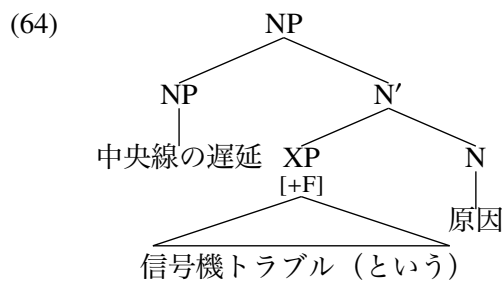 (64)
NP
NP N′
中央線の遅延 XP N
[+F]
原因
信号機トラブル（という）